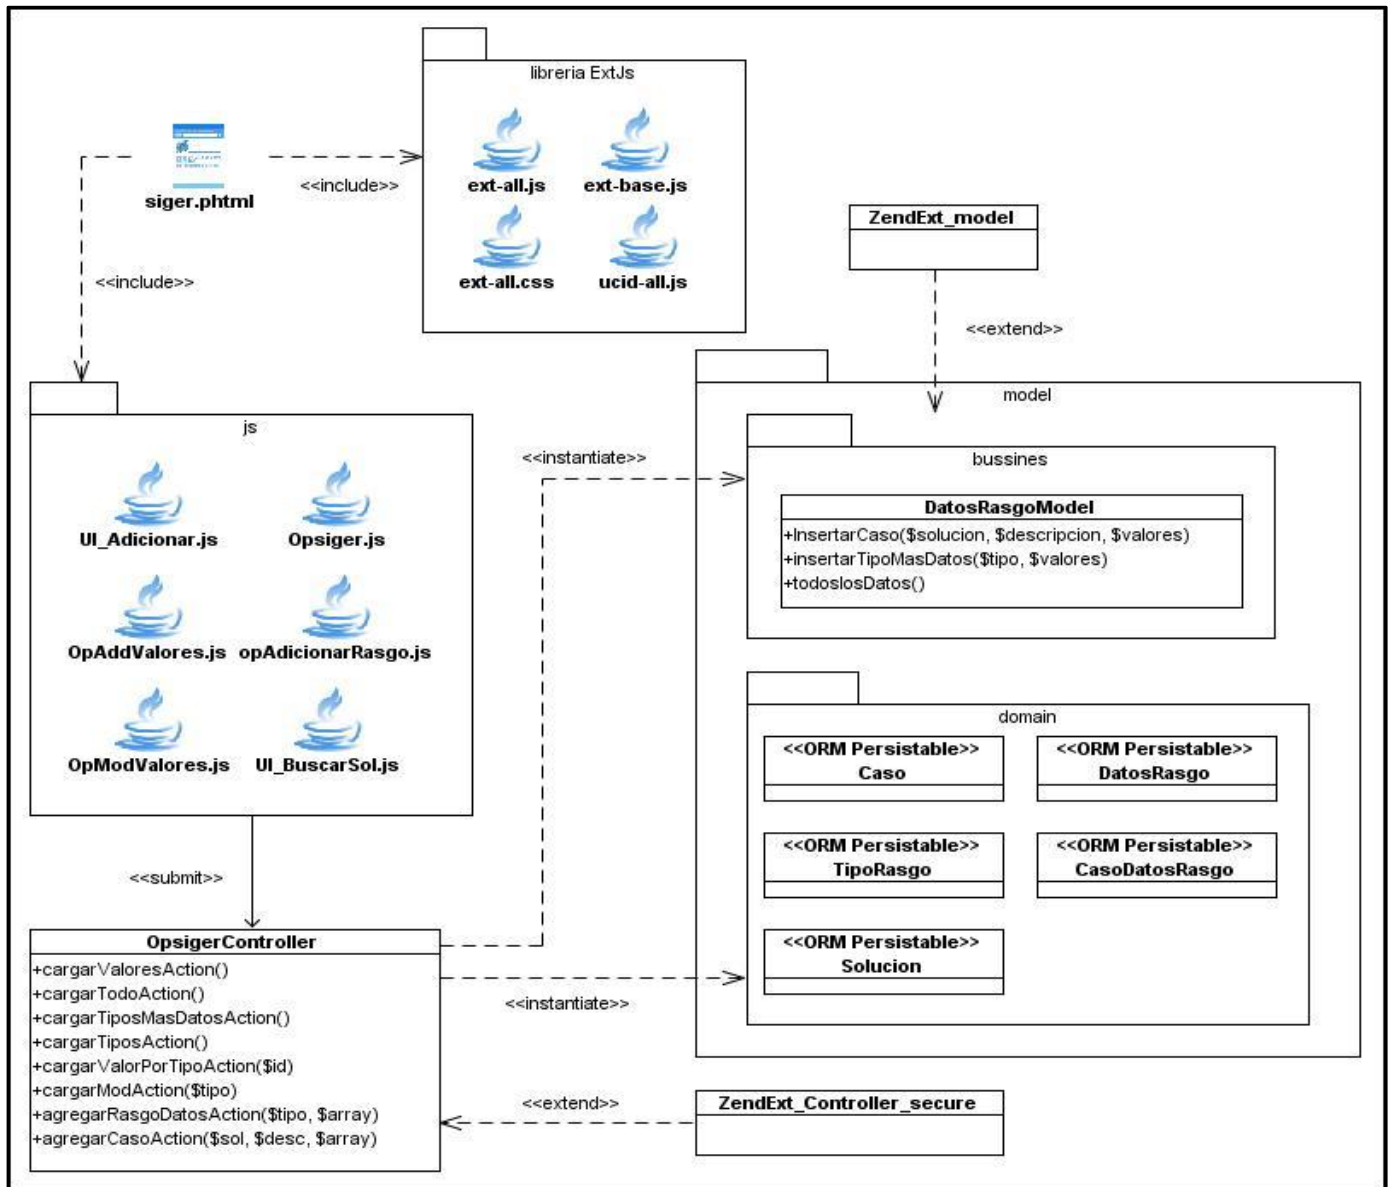 libreria ExtJs
ext-all.js
ext-base.js
siger.phtml
<<include>>
ext-all.css
ucid-all.js
<<include>>
ZendExt_model
<<extend>>
js
UI_Adicionar.js
Opsiger.js
OpAddValores.js
opAdicionarRasgo.js
OpModValores.js
UI_BuscarSol.js
<<submit>>
<<instantiate>>
model
bussines
DatosRasgoModel
+InsertarCaso($solucion, $descripcion, $valores)
+insertarTipoMasDatos($tipo, $valores)
+todoslosDatos()
domain
<<ORM Persistable>>
Caso
<<ORM Persistable>>
DatosRasgo
<<ORM Persistable>>
TipoRasgo
<<ORM Persistable>>
CasoDatosRasgo
<<ORM Persistable>>
Solucion
OpsigerController
+cargarValoresAction()
+cargarTodoAction()
+cargarTiposMasDatosAction()
+cargarTiposAction()
+cargarValorPorTipoAction($id)
+cargarModAction($tipo)
+agregarRasgoDatosAction($tipo, $array)
+agregarCasoAction($sol, $desc, $array)
<<instantiate>>
<<extend>>
ZendExt_Controller_secure